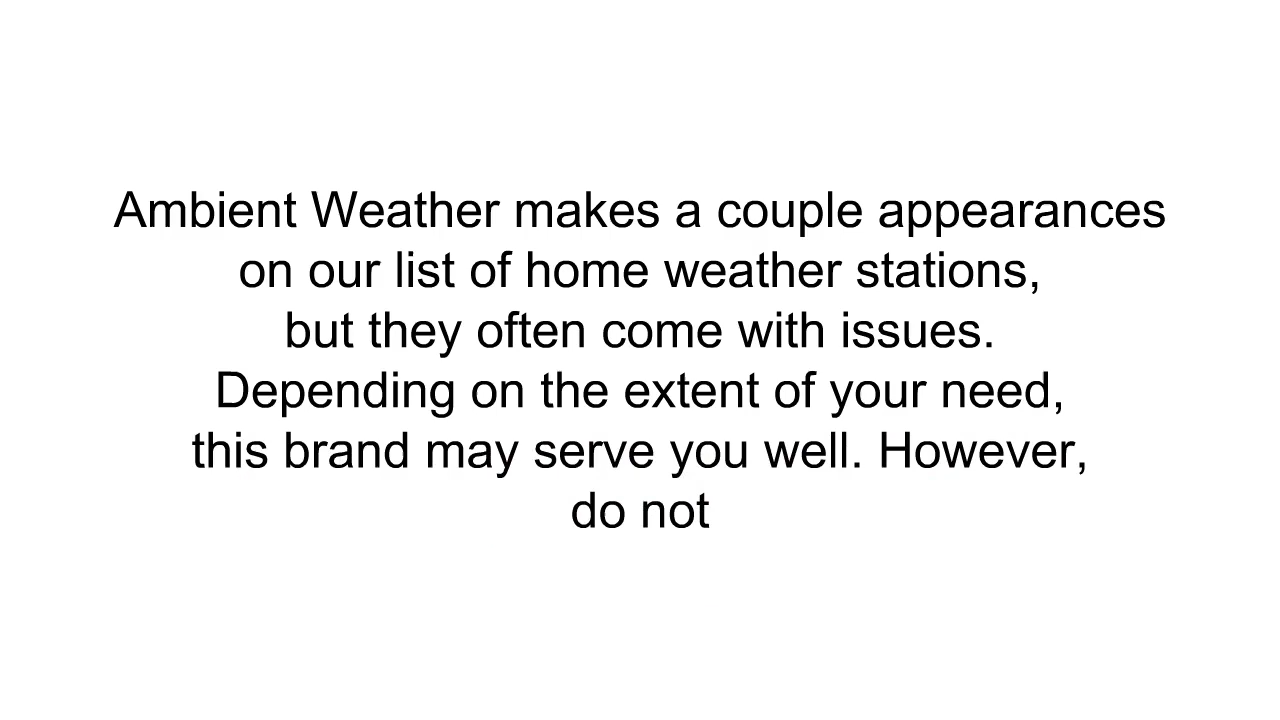 Ambient Weather makes a couple appearances
on our list of home weather stations,
but they often come with issues.
Depending on the extent of your need,
this brand may serve you well. However,
do not